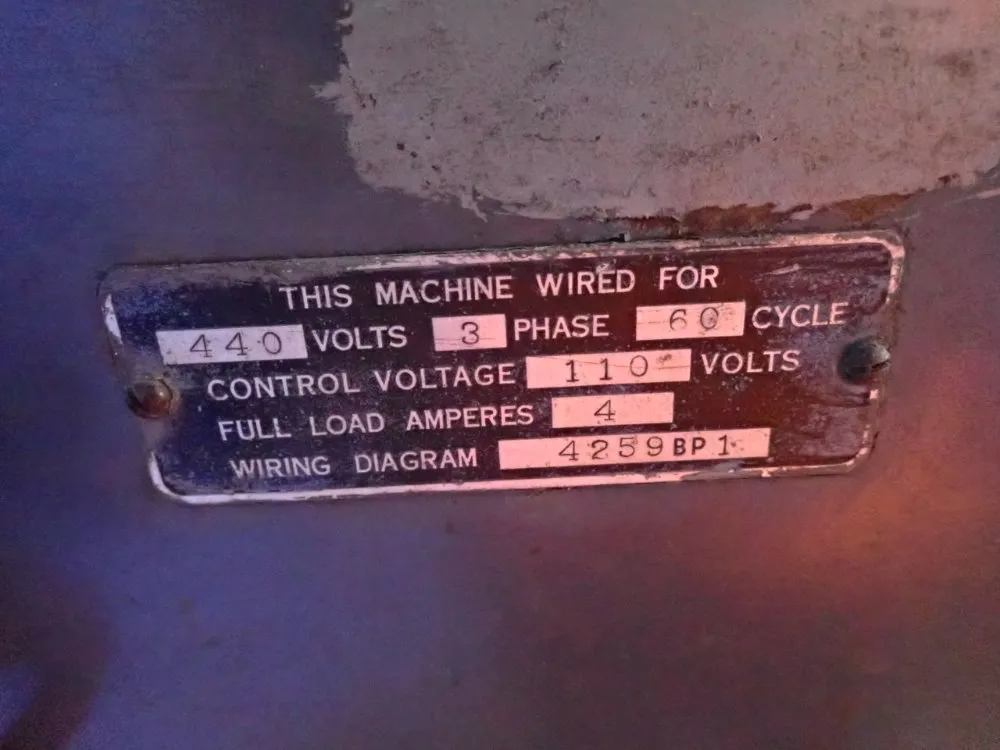 THIS MACHINE WIRED FOR
440 VOLTS 3 PHASE 60 CYCLE
CONTROL VOLTAGE 110 VOLTS
FULL LOAD AMPERES 4
WIRING DIAGRAM 4259BP1